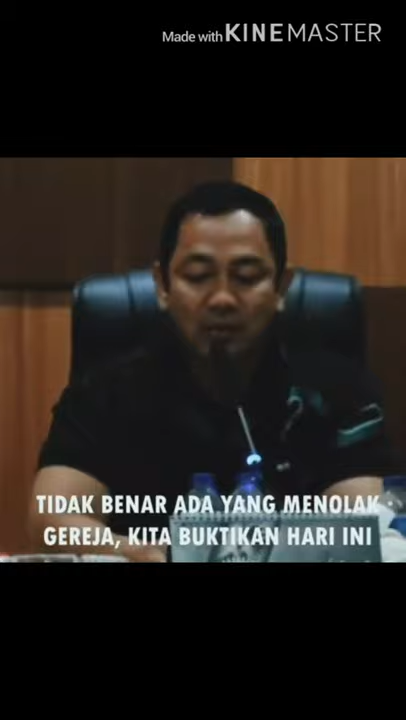 Made with KINEMASTER
TIDAK BENAR ADA YANG MENOLAK
GEREJA, KITA BUKTIKAN HARI INI